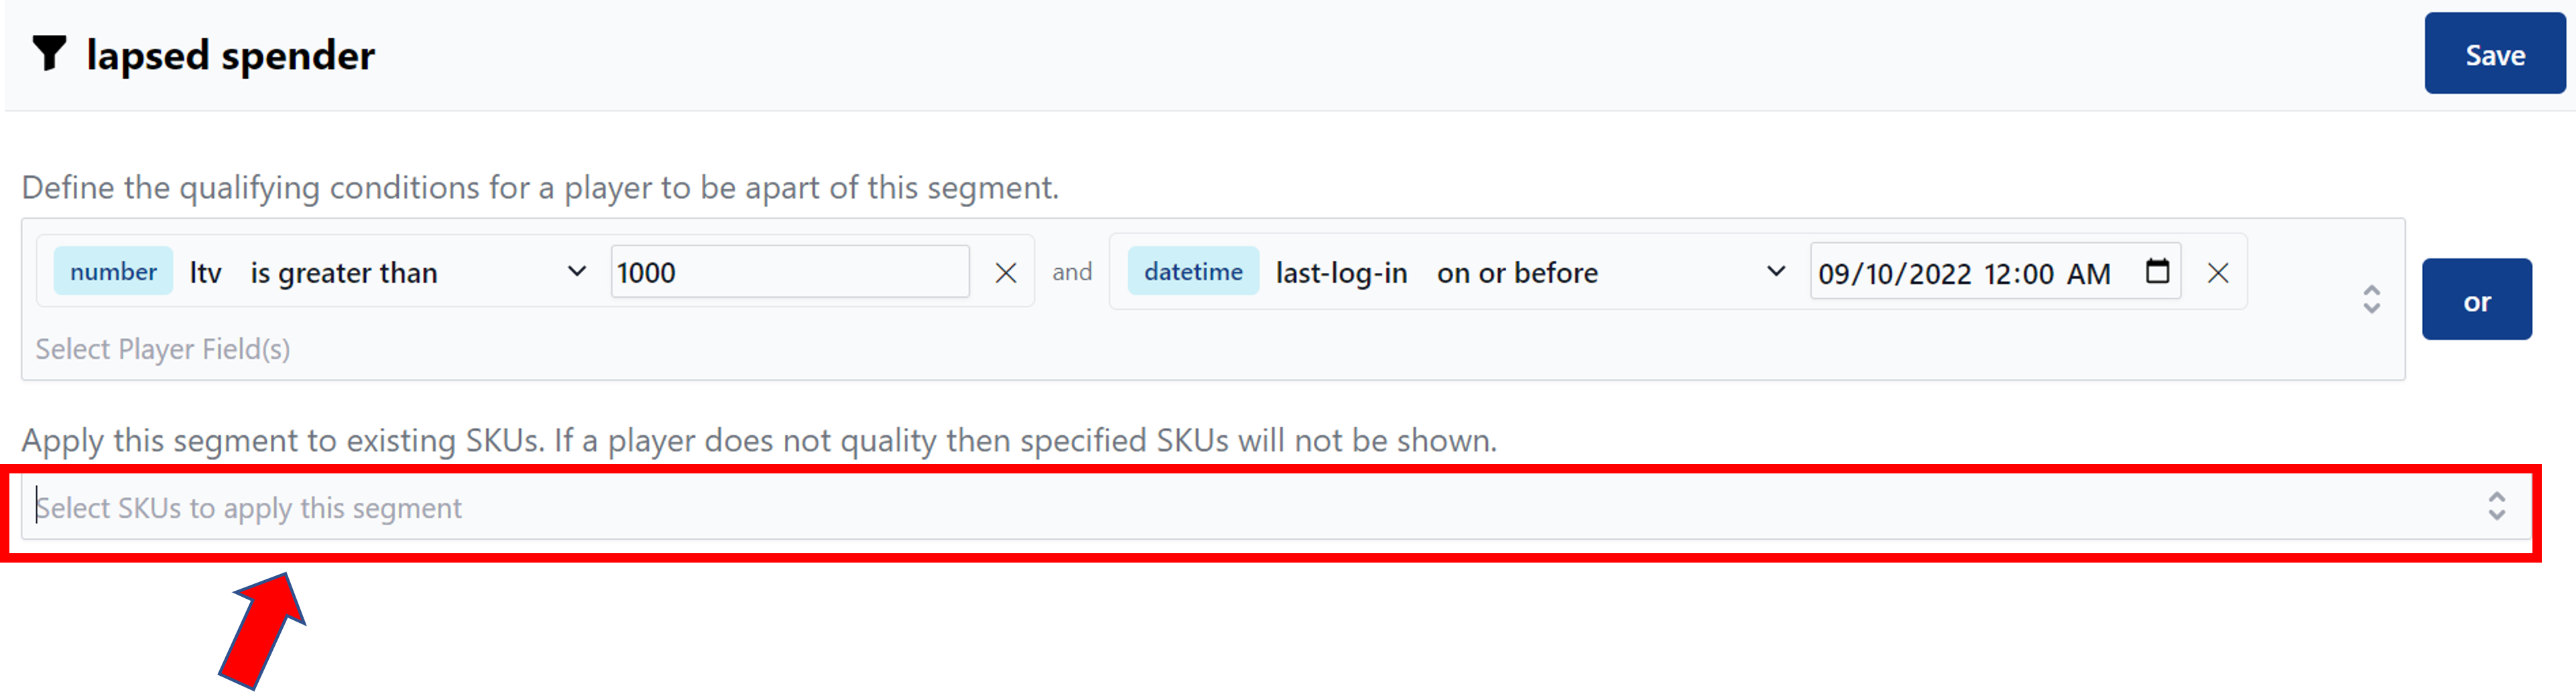 lapsed spender
Save
Define the qualifying conditions for a player to be apart of this segment.
number ltv is greater than 1000 and datetime last-log-in on or before 09/10/2022 12:00 AM
or
Select Player Field(s)
Apply this segment to existing SKUs. If a player does not quality then specified SKUs will not be shown.
Select SKUs to apply this segment